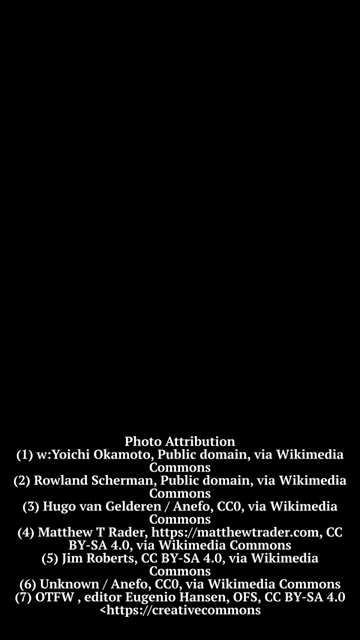 Photo Attribution
(1) w:Yoichi Okamoto, Public domain, via Wikimedia
Commons
(2) Rowland Scherman, Public domain, via Wikimedia
Commons
(3) Hugo van Gelderen / Anefo, CC0, via Wikimedia
Commons
(4) Matthew T Rader, https://matthewtrader.com, CC
BY-SA 4.0, via Wikimedia Commons
(5) Jim Roberts, CC BY-SA 4.0, via Wikimedia
Commons
(6) Unknown / Anefo, CC0, via Wikimedia Commons
(7) OTFW , editor Eugenio Hansen, OFS, CC BY-SA 4.0
<https://creativecommons